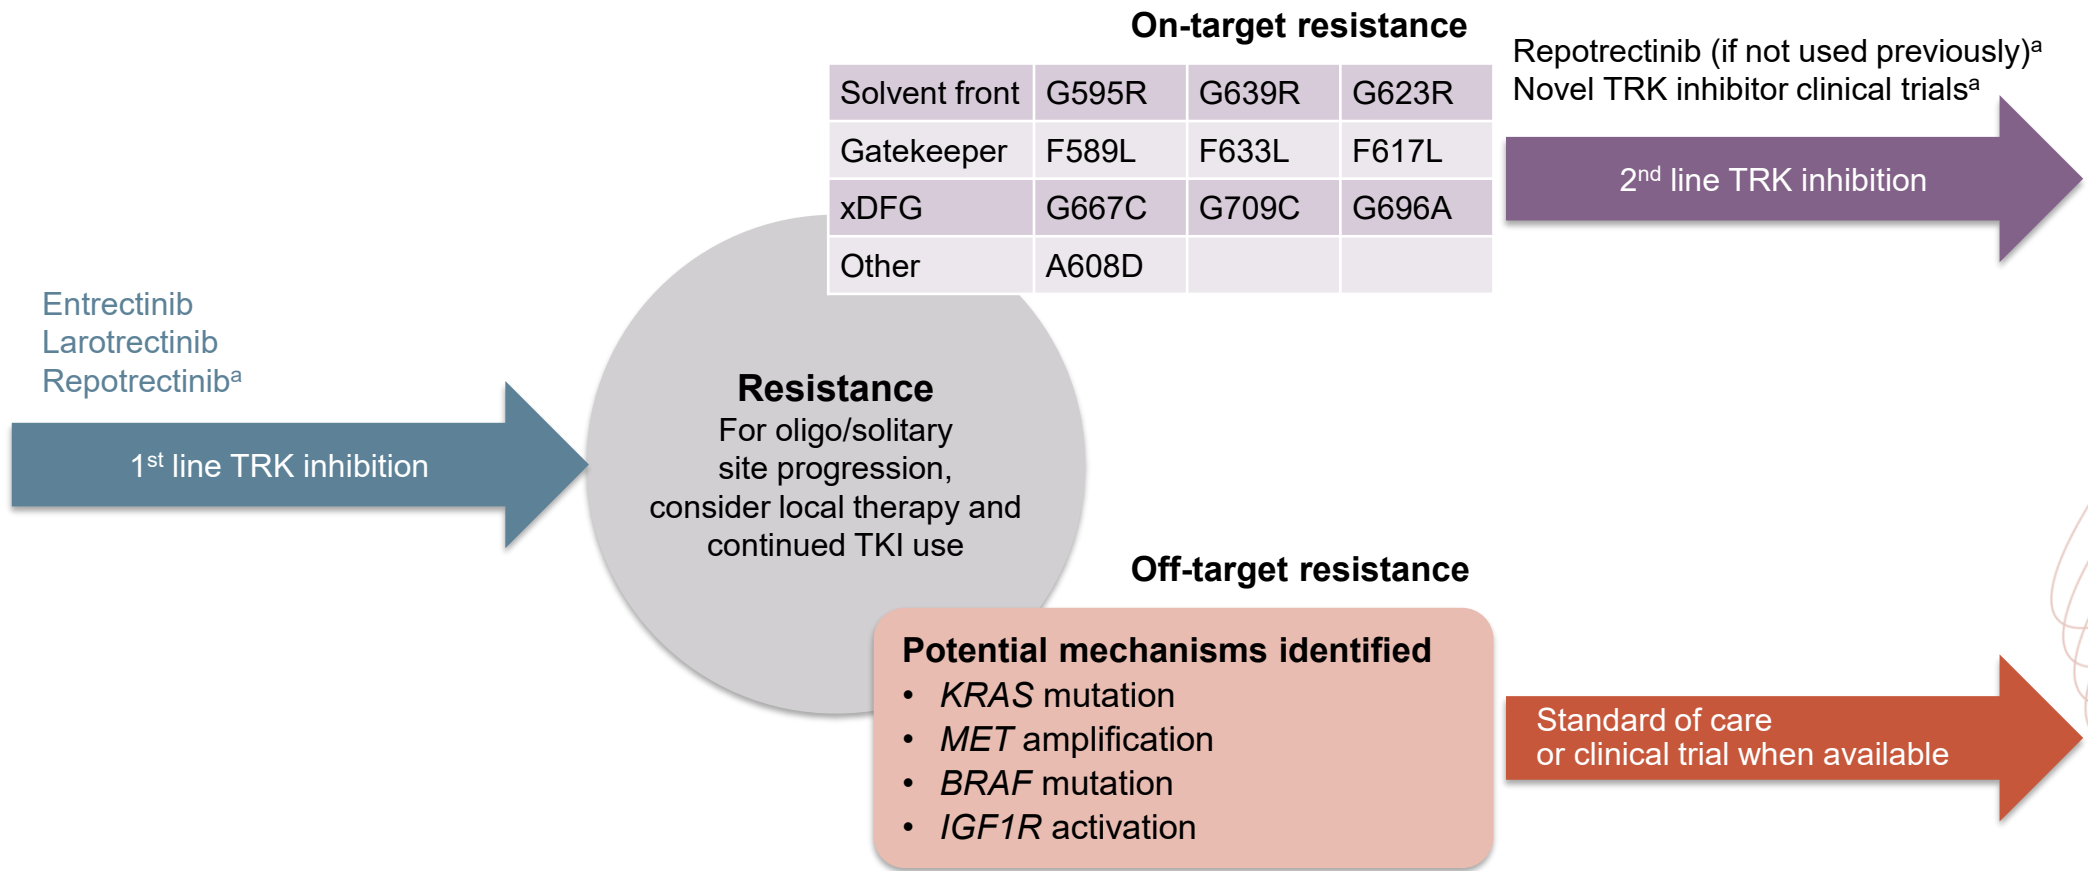 Entrectinib
Larotrectinib
Repotrectinibᵃ
1ˢᵗ line TRK inhibition
Resistance
For oligo/solitary
site progression,
consider local therapy and
continued TKI use
On-target resistance
Solvent front G595R G639R G623R
Gatekeeper F589L F633L F617L
xDFG G667C G709C G696A
Other A608D
Repotrectinib (if not used previously)ᵃ
Novel TRK inhibitor clinical trialsᵃ
2ⁿᵈ line TRK inhibition
Off-target resistance
Potential mechanisms identified
• KRAS mutation
• MET amplification
• BRAF mutation
• IGF1R activation
Standard of care
or clinical trial when available